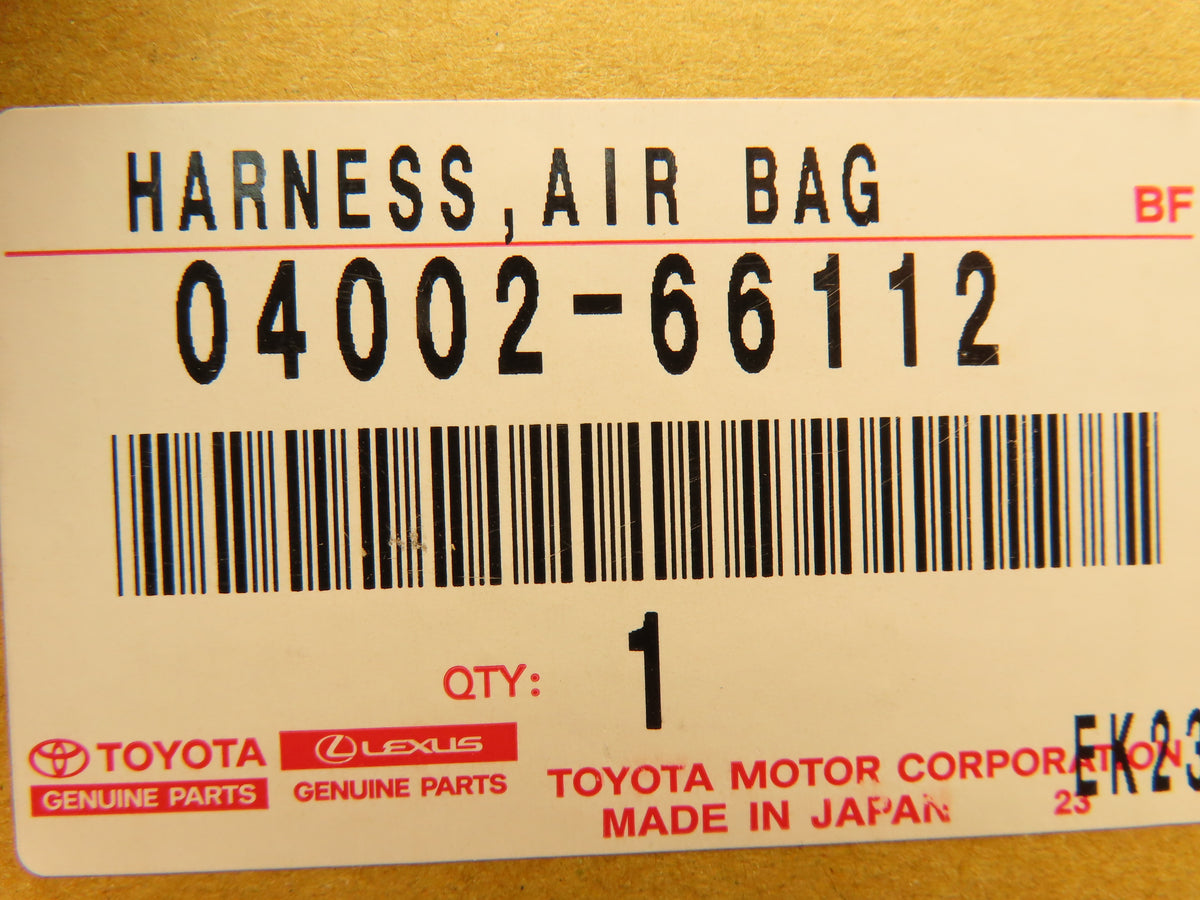 HARNESS,AIR BAG
BF
04002-66112
QTY: 1
TOYOTA
GENUINE PARTS
LEXUS
GENUINE PARTS
TOYOTA MOTOR CORPORATION
MADE IN JAPAN
23
EK23